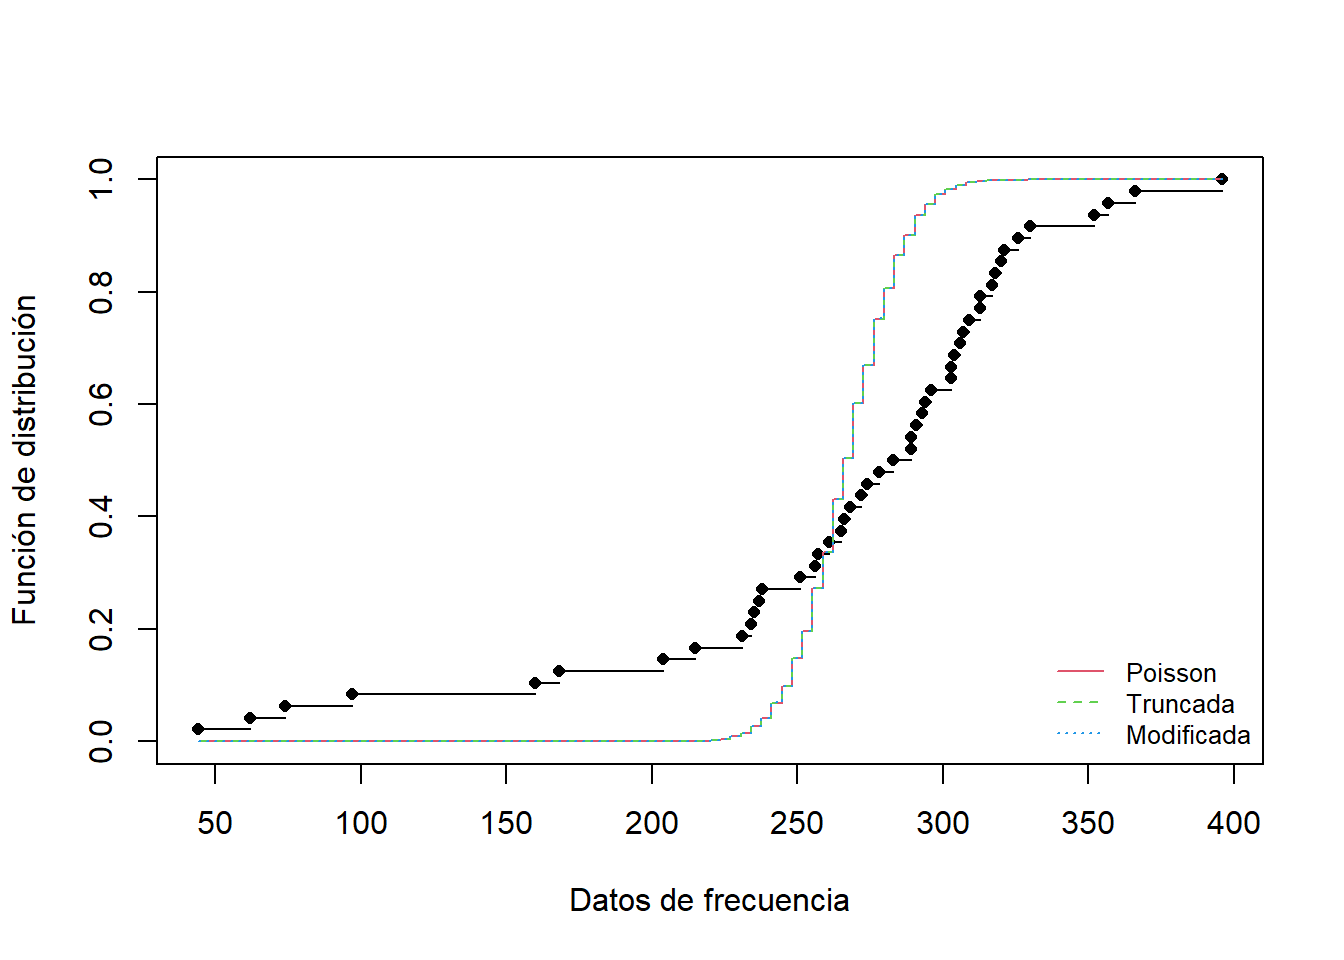 Función de distribución
1.0
0.8
0.6
0.4
0.2
0.0
Poisson
Truncada
Modificada
50 100 150 200 250 300 350 400
Datos de frecuencia